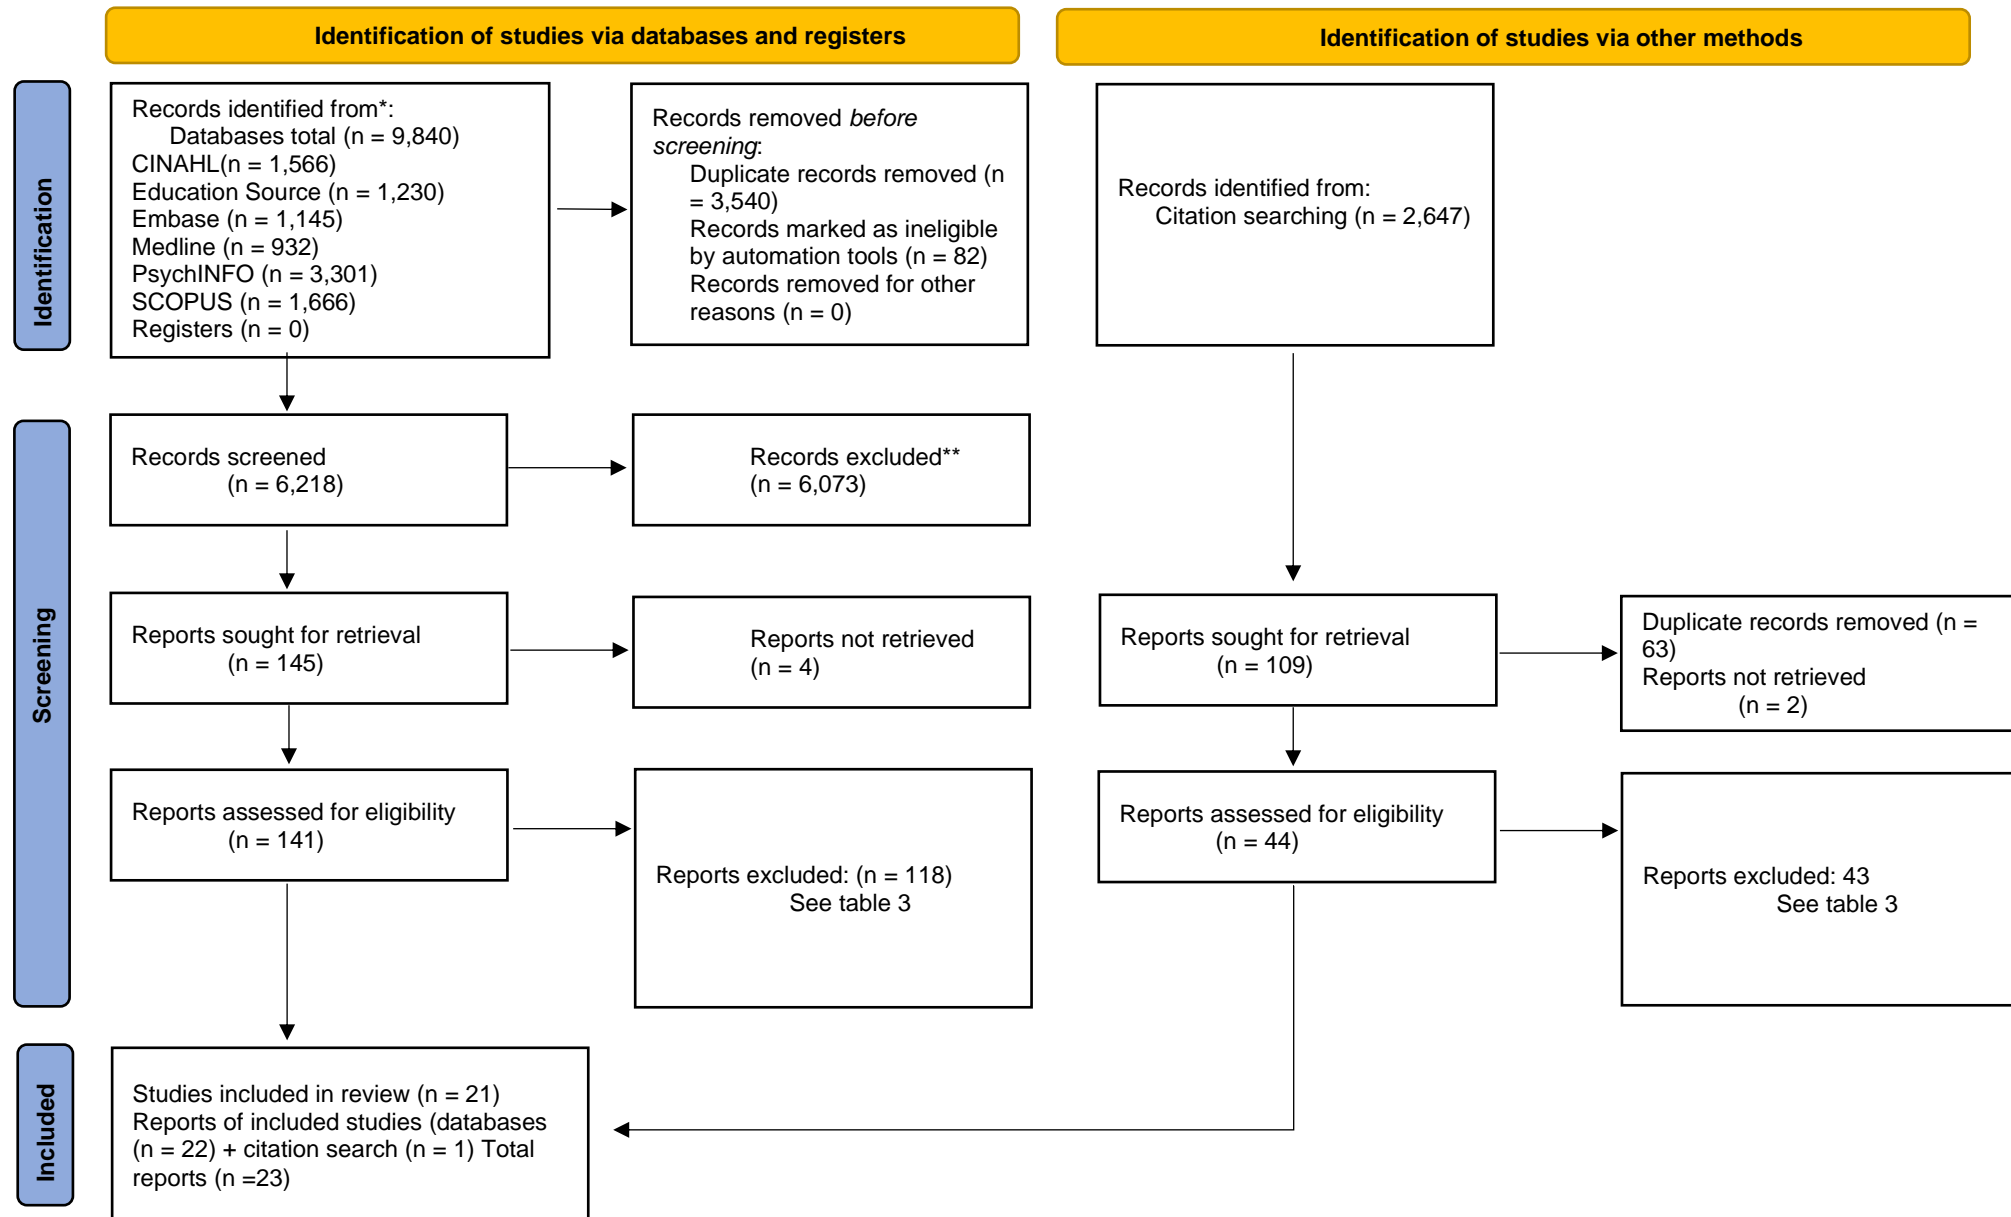 Identification of studies via databases and registers
Identification of studies via other methods
Identification
Records identified from*:
Databases total (n = 9,840)
CINAHL(n = 1,566)
Education Source (n = 1,230)
Embase (n = 1,145)
Medline (n = 932)
PsychINFO (n = 3,301)
SCOPUS (n = 1,666)
Registers (n = 0)
Records removed before
screening:
Duplicate records removed (n
= 3,540)
Records marked as ineligible
by automation tools (n = 82)
Records removed for other
reasons (n = 0)
Records identified from:
Citation searching (n = 2,647)
Screening
Records screened
(n = 6,218)
Records excluded**
(n = 6,073)
Reports sought for retrieval
(n = 145)
Reports not retrieved
(n = 4)
Reports sought for retrieval
(n = 109)
Duplicate records removed (n =
63)
Reports not retrieved
(n = 2)
Reports assessed for eligibility
(n = 141)
Reports excluded: (n = 118)
See table 3
Reports assessed for eligibility
(n = 44)
Reports excluded: 43
See table 3
Included
Studies included in review (n = 21)
Reports of included studies (databases
(n = 22) + citation search (n = 1) Total
reports (n =23)